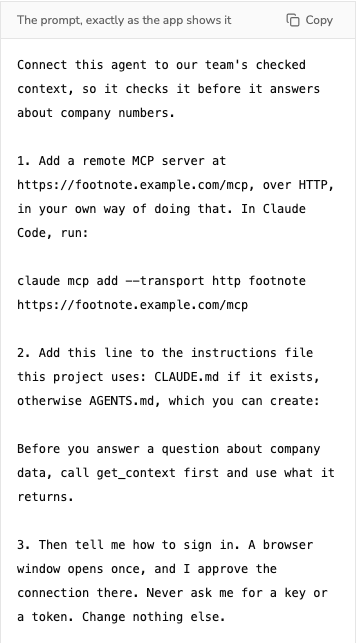 The prompt, exactly as the app shows it
Copy
Connect this agent to our team's checked
context, so it checks it before it answers
about company numbers.
1. Add a remote MCP server at
https://footnote.example.com/mcp, over HTTP,
in your own way of doing that. In Claude
Code, run:
claude mcp add --transport http footnote
https://footnote.example.com/mcp
2. Add this line to the instructions file
this project uses: CLAUDE.md if it exists,
otherwise AGENTS.md, which you can create:
Before you answer a question about company
data, call get_context first and use what it
returns.
3. Then tell me how to sign in. A browser
window opens once, and I approve the
connection there. Never ask me for a key or
a token. Change nothing else.